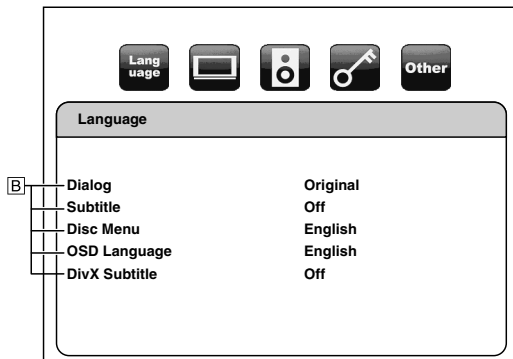 Lang
uage
Other
Language
B
Dialog Original
Subtitle Off
Disc Menu English
OSD Language English
DivX Subtitle Off